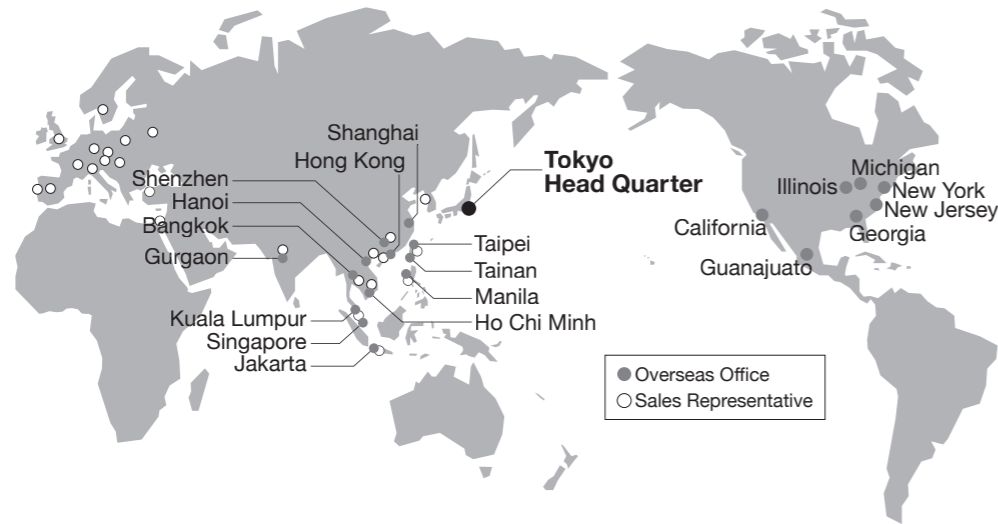 Shanghai
Hong Kong
Shenzhen
Hanoi
Bangkok
Gurgaon
Kuala Lumpur
Singapore
Jakarta
Tokyo
Head Quarter
Taipei
Tainan
Manila
Ho Chi Minh
Michigan
Illinois
New York
New Jersey
California
Georgia
Guanajuato
Overseas Office
Sales Representative